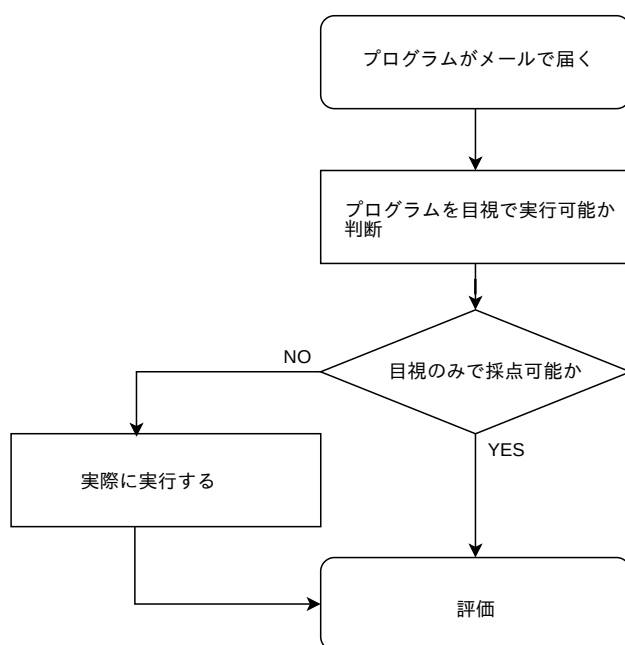 プログラムがメールで届く
プログラムを目視で実行可能か
判断
目視のみで採点可能か
NO
YES
実際に実行する
評価